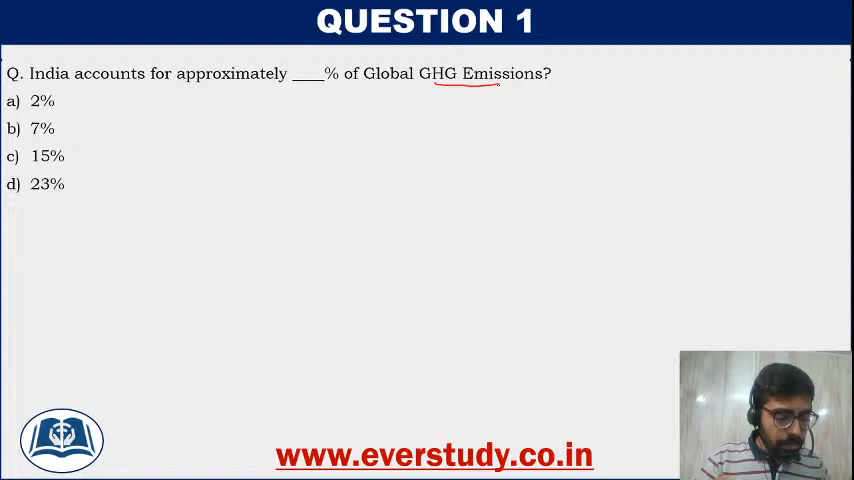 QUESTION 1
Q. India accounts for approximately ____% of Global GHG Emissions?
a) 2%
b) 7%
c) 15%
d) 23%
www.everstudy.co.in